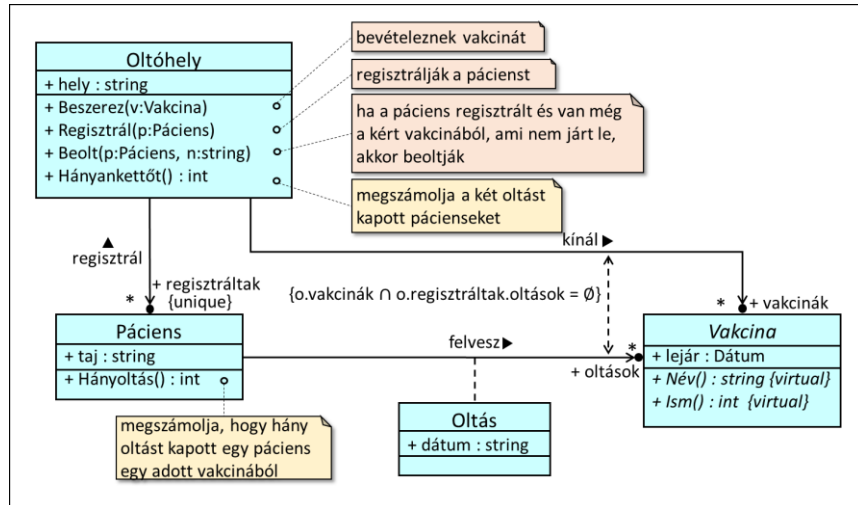 Oltóhely
+ hely : string
+ Beszerez(v:Vakcina)
+ Regisztrál(p:Páciens)
+ Beolt(p:Páciens, n:string)
+ Hányankettőt() : int
bevételeznek vakcinát
regisztrálják a pácienst
ha a páciens regisztrált és van még
a kért vakcinából, ami nem járt le,
akkor beoltják
megszámolja a két oltást
kapott pácienseket
▲
regisztrál
kínál ▶
+ regisztráltak
{unique}
*
{o.vakcinák ∩ o.regisztráltak.oltások = ∅}
* + vakcinák
Páciens
+ taj : string
+ Hányoltás() : int
felvesz▶
*
+ oltások
Vakcina
+ lejár : Dátum
+ Név() : string {virtual}
+ Ism() : int {virtual}
megszámolja, hogy hány
oltást kapott egy páciens
egy adott vakcinából
Oltás
+ dátum : string